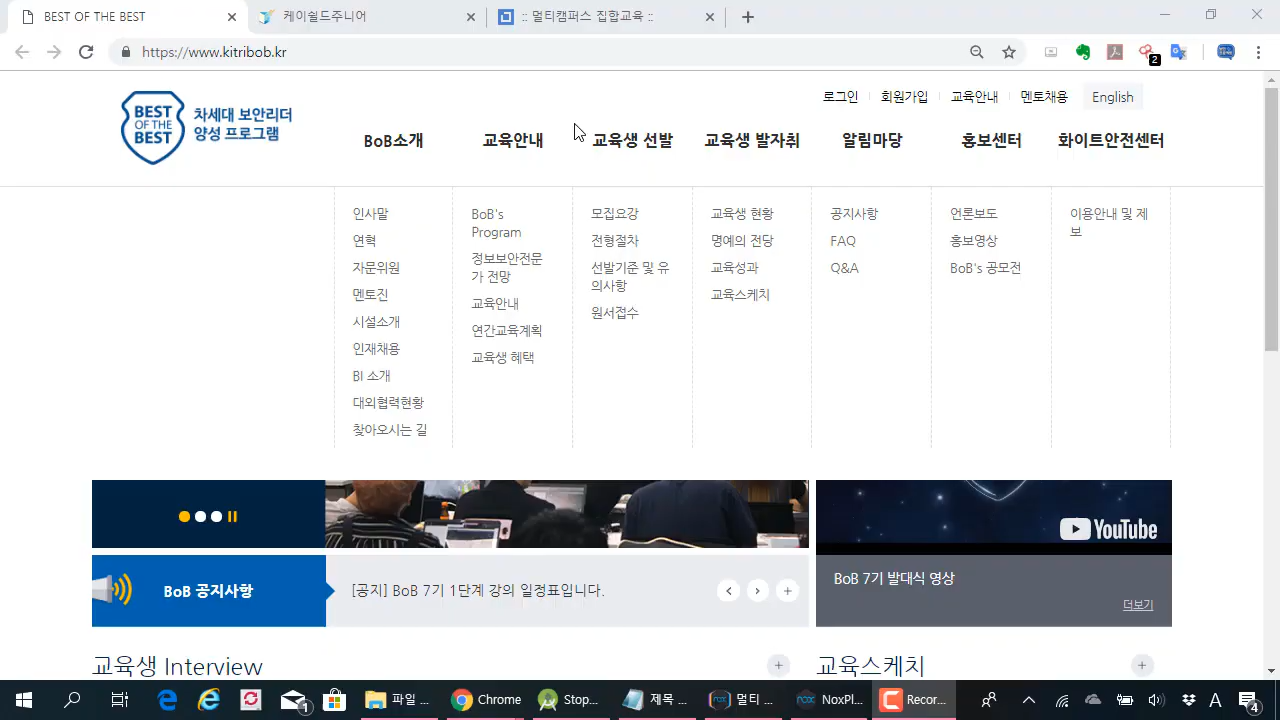 BEST OF THE BEST
케이쉴드주니어
:: 멀티캠퍼스 집합교육 ::
https://www.kitribob.kr
2
로그인
회원가입
교육안내
멘토채용
English
BEST
OF THE
BEST
차세대 보안리더
양성 프로그램
BoB소개
교육안내
교육생 선발
교육생 발자취
알림마당
홍보센터
화이트안전센터
인사말
연혁
자문위원
멘토진
시설소개
인재채용
BI 소개
대외협력현황
찾아오시는 길
BoB's
Program
정보보안전문
가 전망
교육안내
연간교육계획
교육생 혜택
모집요강
전형절차
선발기준 및 유
의사항
원서접수
교육생 현황
명예의 전당
교육성과
교육스케치
공지사항
FAQ
Q&A
언론보도
홍보영상
BoB's 공모전
이용안내 및 제
보
YouTube
BoB 공지사항
[공지] BoB 7기 1단계 강의 일정표입니다.
BoB 7기 발대식 영상
더보기
교육생 Interview
교육스케치
1
파일 ...
Chrome
Stop...
제목 ...
멀티 ...
NoxPl...
Recor...
A
4